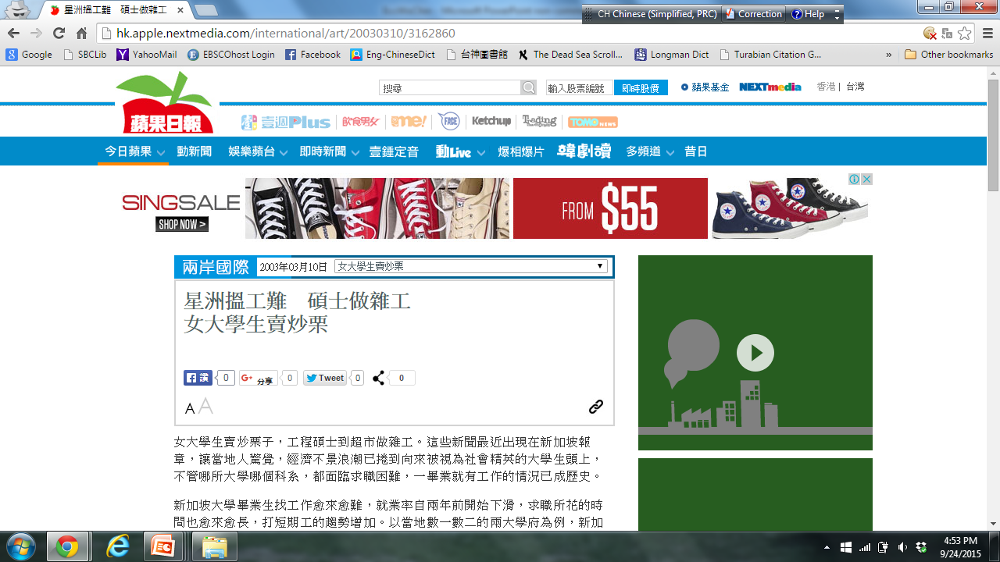 星洲搵工難　碩士做雜工
CH Chinese (Simplified, PRC) Correction Help
hk.apple.nextmedia.com/international/art/20030310/3162860
Google SBCLib YahooMail EBSCOhost Login Facebook Eng-ChineseDict 台神圖書館 The Dead Sea Scroll... Longman Dict Turabian Citation G... » Other bookmarks
蘋果日報
搜尋 輸入股票編號 即時股價 蘋果基金 NEXTmedia 香港 | 台灣
壹週Plus 飲食男女 me! FACE Ketchup Trading TOMO NEWS
今日蘋果 動新聞 娛樂蘋台 即時新聞 壹錘定音 動Live 爆相爆片 韓劇讀 多頻道 昔日
SINGSALE
SHOP NOW >
FROM $55
兩岸國際 2003年03月10日 女大學生賣炒栗
星洲搵工難　碩士做雜工
女大學生賣炒栗
讚 0 G+ 分享 0 Tweet 0 0
A A
女大學生賣炒栗子，工程碩士到超市做雜工。這些新聞最近出現在新加坡報
章，讓當地人驚覺，經濟不景浪潮已捲到向來被視為社會精英的大學生頭上，
不管哪所大學哪個科系，都面臨求職困難，一畢業就有工作的情況已成歷史。
新加坡大學畢業生找工作愈來愈難，就業率自兩年前開始下滑，求職所花的時
間也愈來愈長，打短期工的趨勢增加。以當地數一數二的兩大學府為例，新加
4:53 PM
9/24/2015